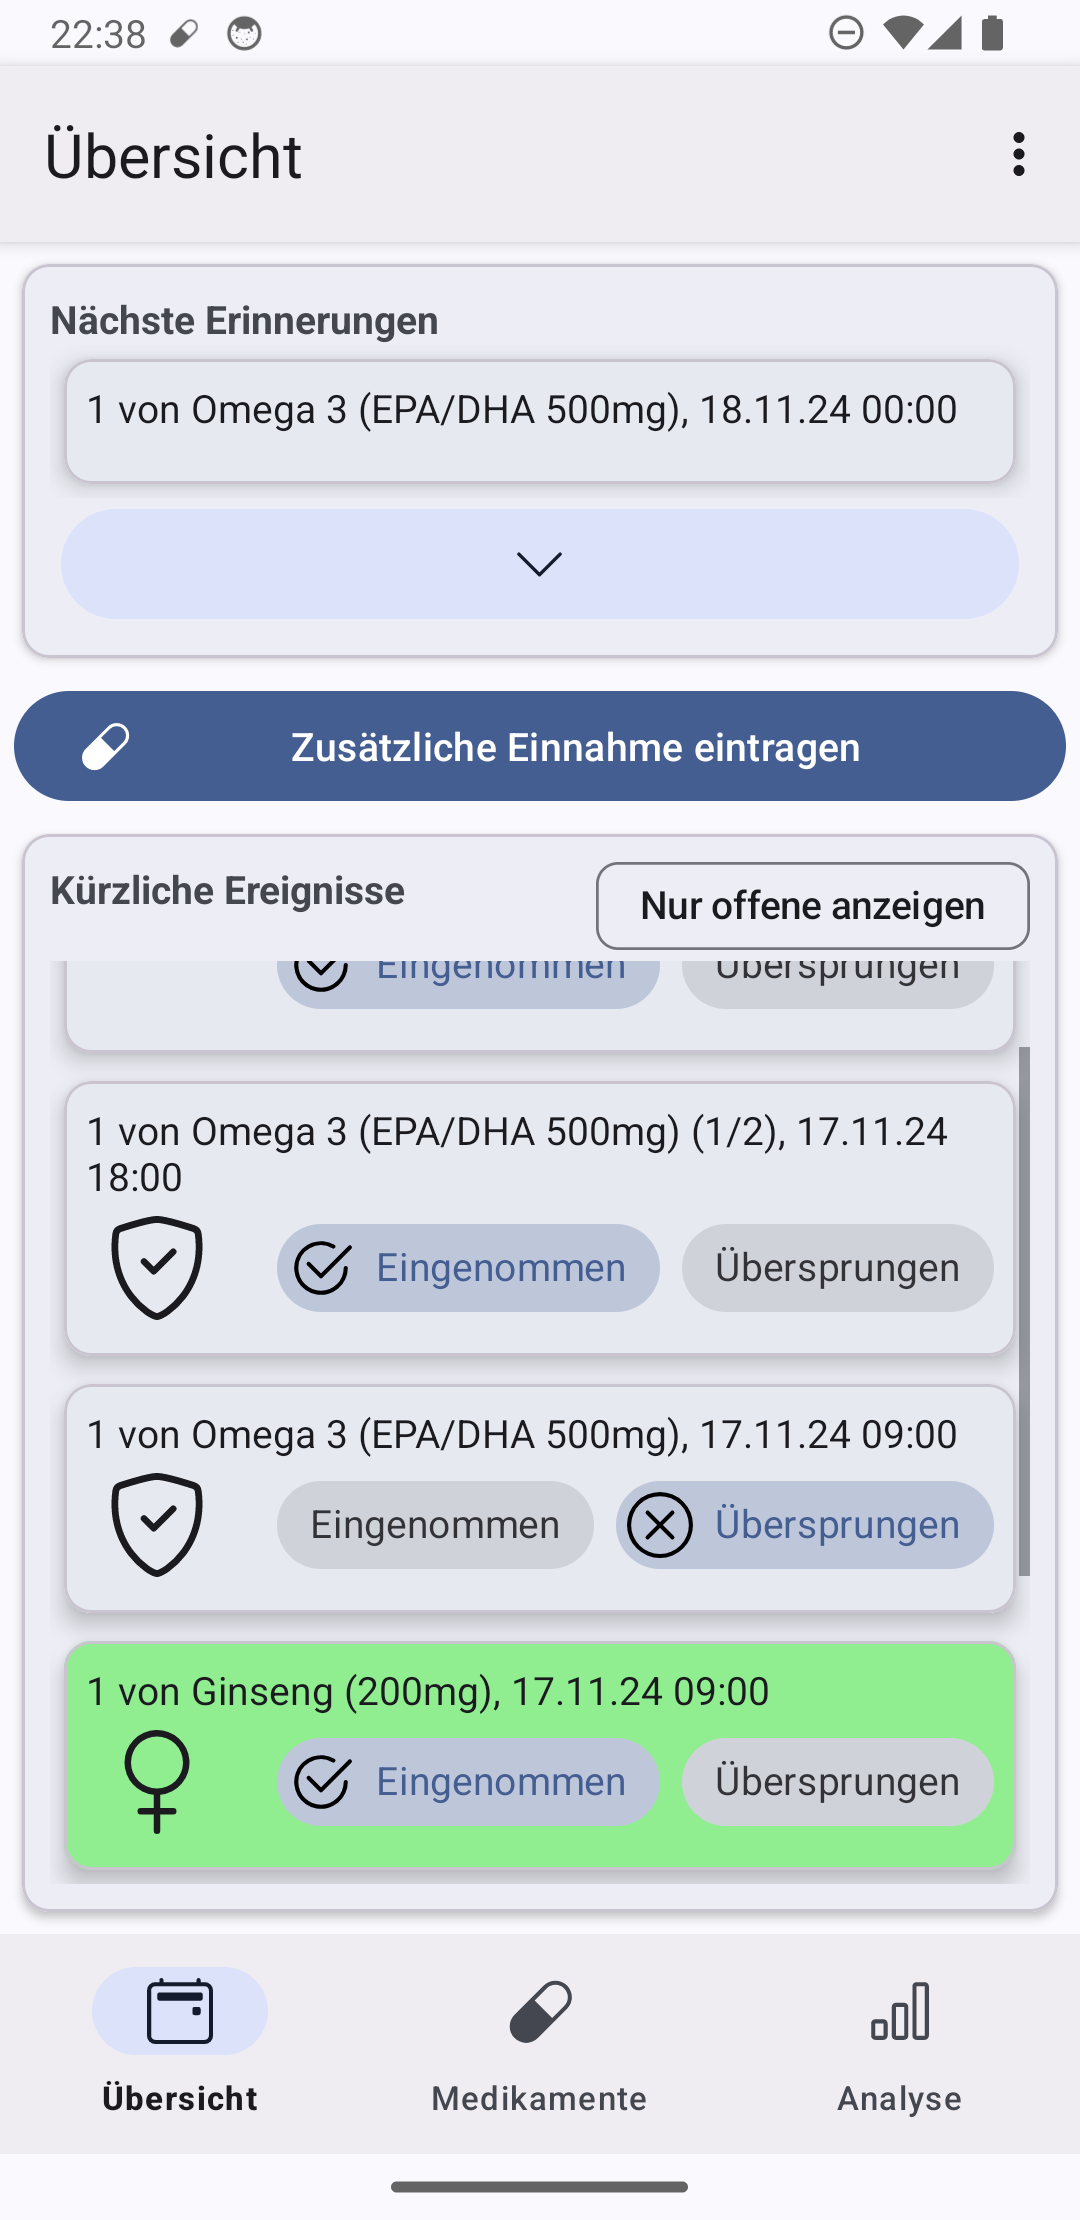 22:38
Übersicht
Nächste Erinnerungen
1 von Omega 3 (EPA/DHA 500mg), 18.11.24 00:00
Zusätzliche Einnahme eintragen
Kürzliche Ereignisse
Nur offene anzeigen
Eingenommen Übersprungen
1 von Omega 3 (EPA/DHA 500mg) (1/2), 17.11.24
18:00
Eingenommen Übersprungen
1 von Omega 3 (EPA/DHA 500mg), 17.11.24 09:00
Eingenommen Übersprungen
1 von Ginseng (200mg), 17.11.24 09:00
Eingenommen Übersprungen
Übersicht Medikamente Analyse